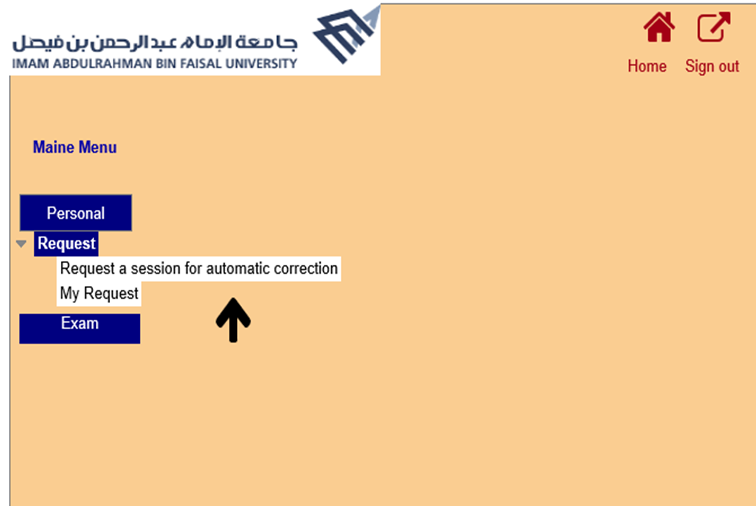 جامعة الإمام عبدالرحمن بن فيصل
IMAM ABDULRAHMAN BIN FAISAL UNIVERSITY
Home Sign out
Maine Menu
Personal
Request
Request a session for automatic correction
My Request
Exam